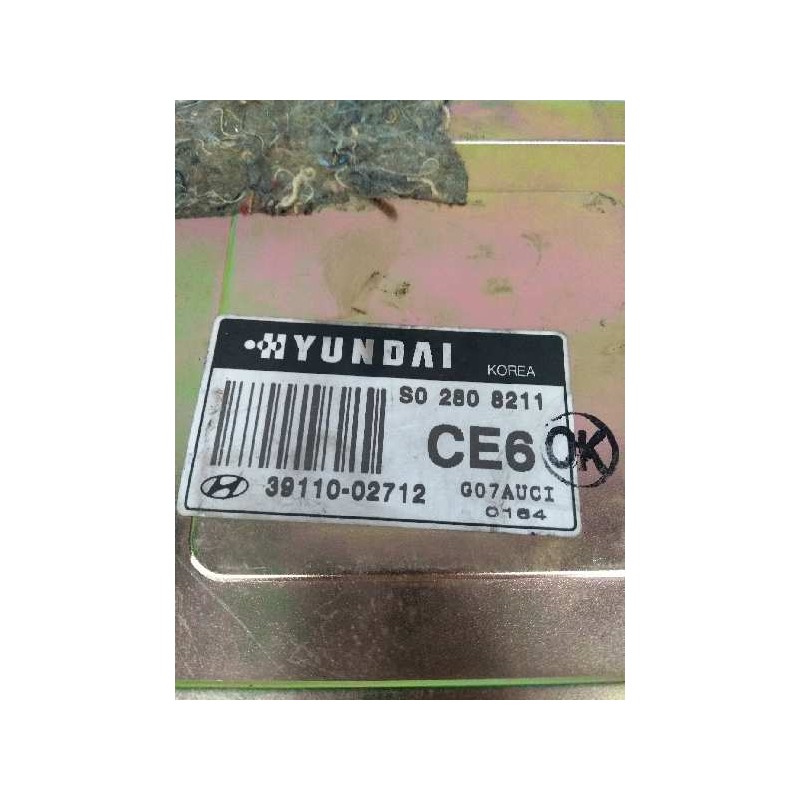 HYUNDAI
KOREA
S0 280 8211
CE6
OK
39110-02712
G07AUCI
0164